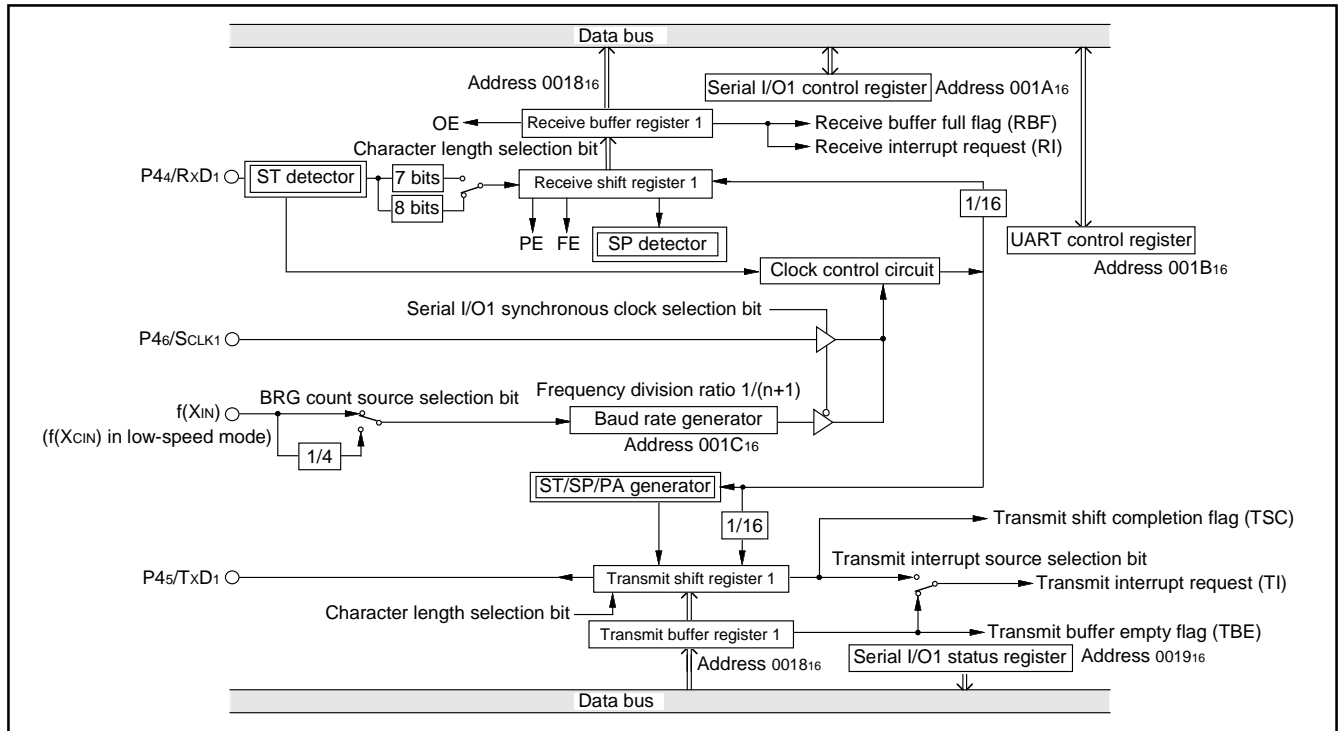 Data bus
Address 001816
Serial I/O1 control register Address 001A16
OE Receive buffer register 1 Receive buffer full flag (RBF)
Receive interrupt request (RI)
Character length selection bit
P44/RXD1 ST detector 7 bits Receive shift register 1
8 bits
1/16
PE FE SP detector
UART control register
Address 001B16
Clock control circuit
Serial I/O1 synchronous clock selection bit
P46/SCLK1
BRG count source selection bit
Frequency division ratio 1/(n+1)
f(XIN) Baud rate generator
(f(XCIN) in low-speed mode)
Address 001C16
1/4
ST/SP/PA generator
1/16
Transmit shift completion flag (TSC)
Transmit interrupt source selection bit
P45/TXD1 Transmit shift register 1 Transmit interrupt request (TI)
Character length selection bit
Transmit buffer register 1 Transmit buffer empty flag (TBE)
Address 001816
Serial I/O1 status register Address 001916
Data bus